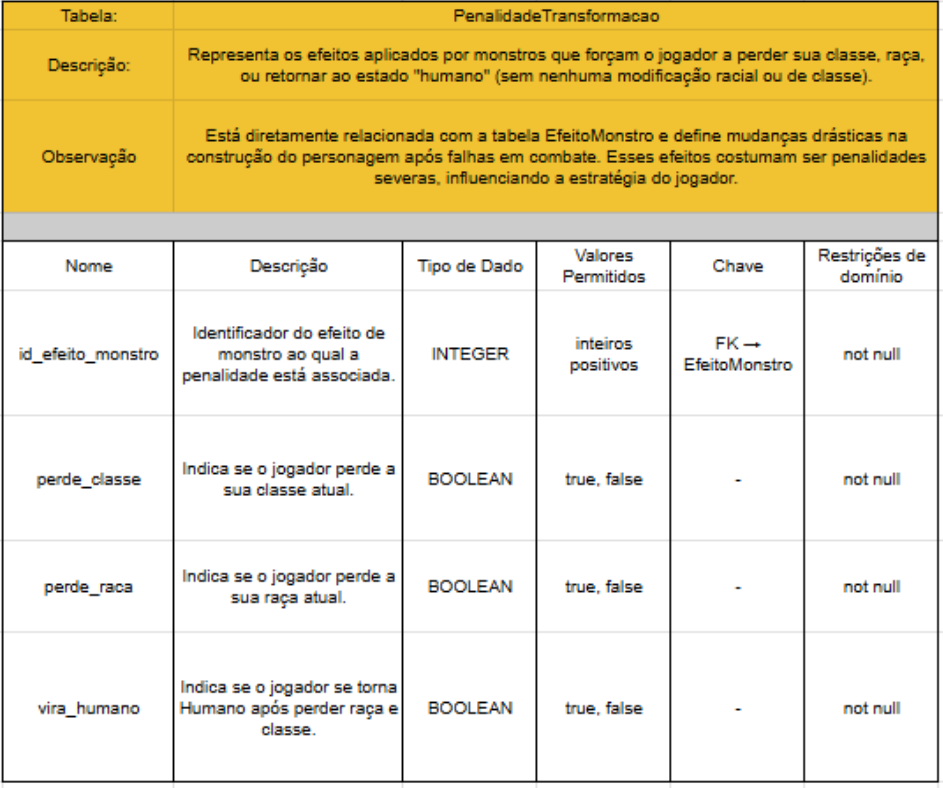 Tabela:
PenalidadeTransformacao
Descrição:
Representa os efeitos aplicados por monstros que forçam o jogador a perder sua classe, raça,
ou retornar ao estado "humano" (sem nenhuma modificação racial ou de classe).
Observação
Está diretamente relacionada com a tabela EfeitoMonstro e define mudanças drásticas na
construção do personagem após falhas em combate. Esses efeitos costumam ser penalidades
severas, influenciando a estratégia do jogador.
Nome
Descrição
Tipo de Dado
Valores
Permitidos
Chave
Restrições de
domínio
id_efeito_monstro
Identificador do efeito de
monstro ao qual a
penalidade está associada.
INTEGER
inteiros
positivos
FK →
EfeitoMonstro
not null
perde_classe
Indica se o jogador perde a
sua classe atual.
BOOLEAN
true, false
-
not null
perde_raca
Indica se o jogador perde a
sua raça atual.
BOOLEAN
true, false
-
not null
vira_humano
Indica se o jogador se torna
Humano após perder raça e
classe.
BOOLEAN
true, false
-
not null